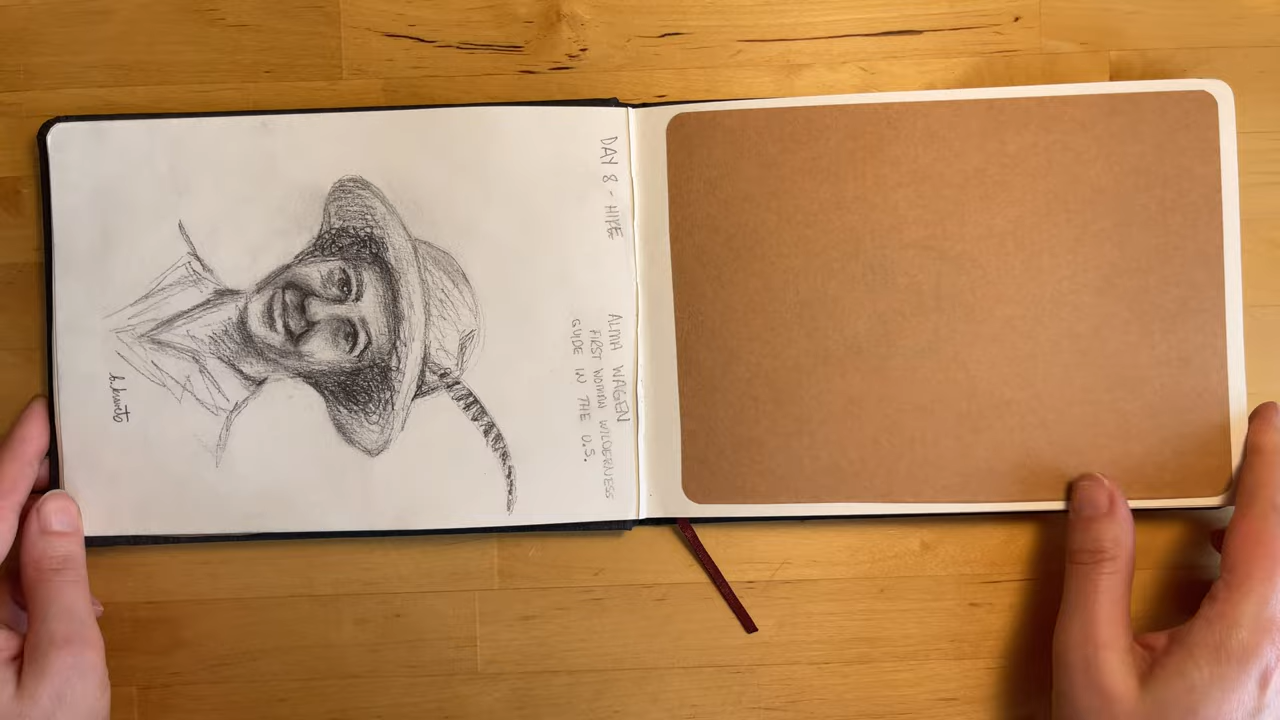 DAY 8 - HIKE
ALMA WAGEN
FIRST WOMAN WILDERNESS
GUIDE IN THE U.S.